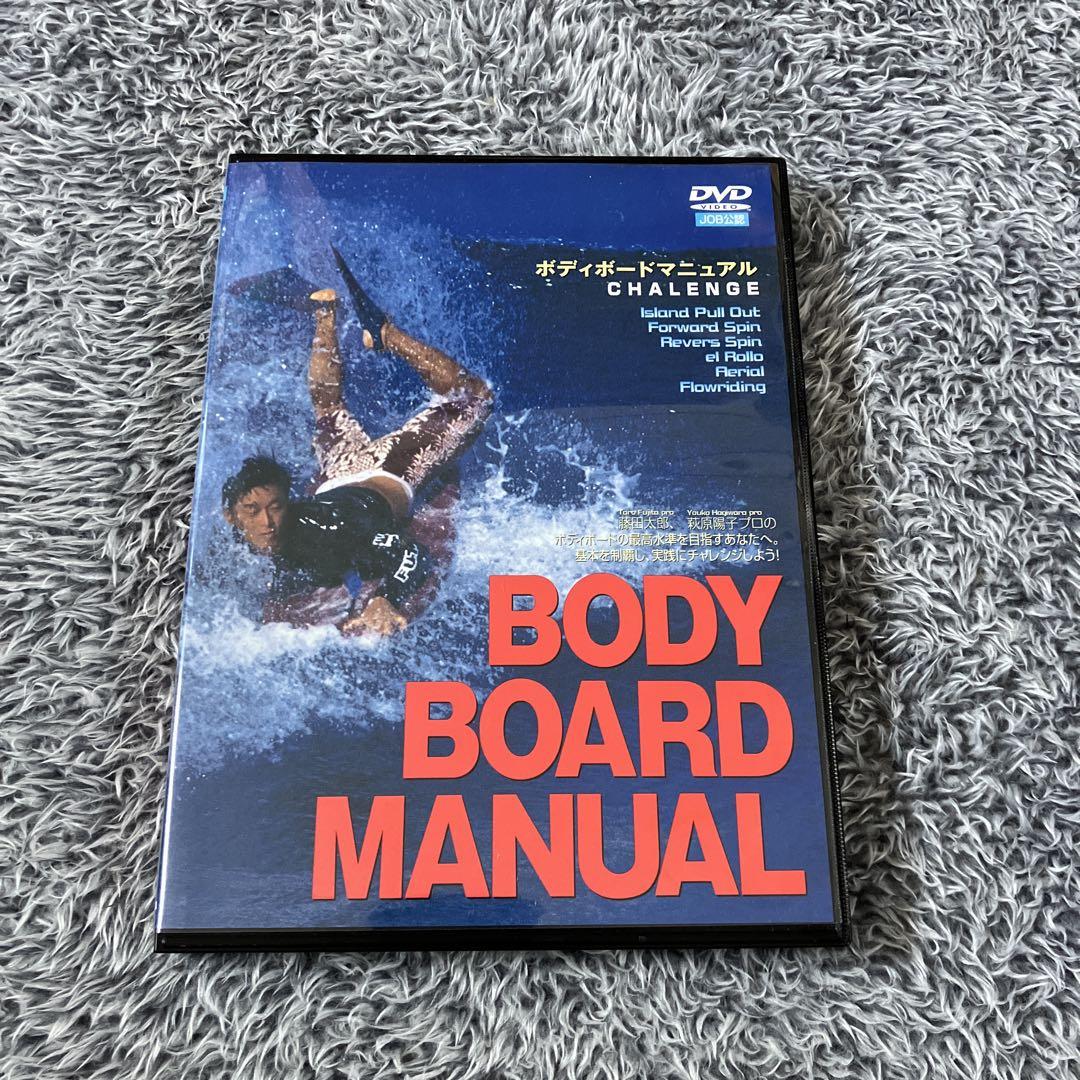 DVD
VIDEO
JOB公認
ボディボードマニュアル
CHALENGE
Island Pull Out
Forward Spin
Revers Spin
el Rollo
Aerial
Flowriding
Taro Fujita pro Youko Hagiwara pro
藤田太郎、萩原陽子プロの
ボディボードの最高水準を目指すあなたへ。
基本を制覇し、実践にチャレンジしよう!
BODY
BOARD
MANUAL